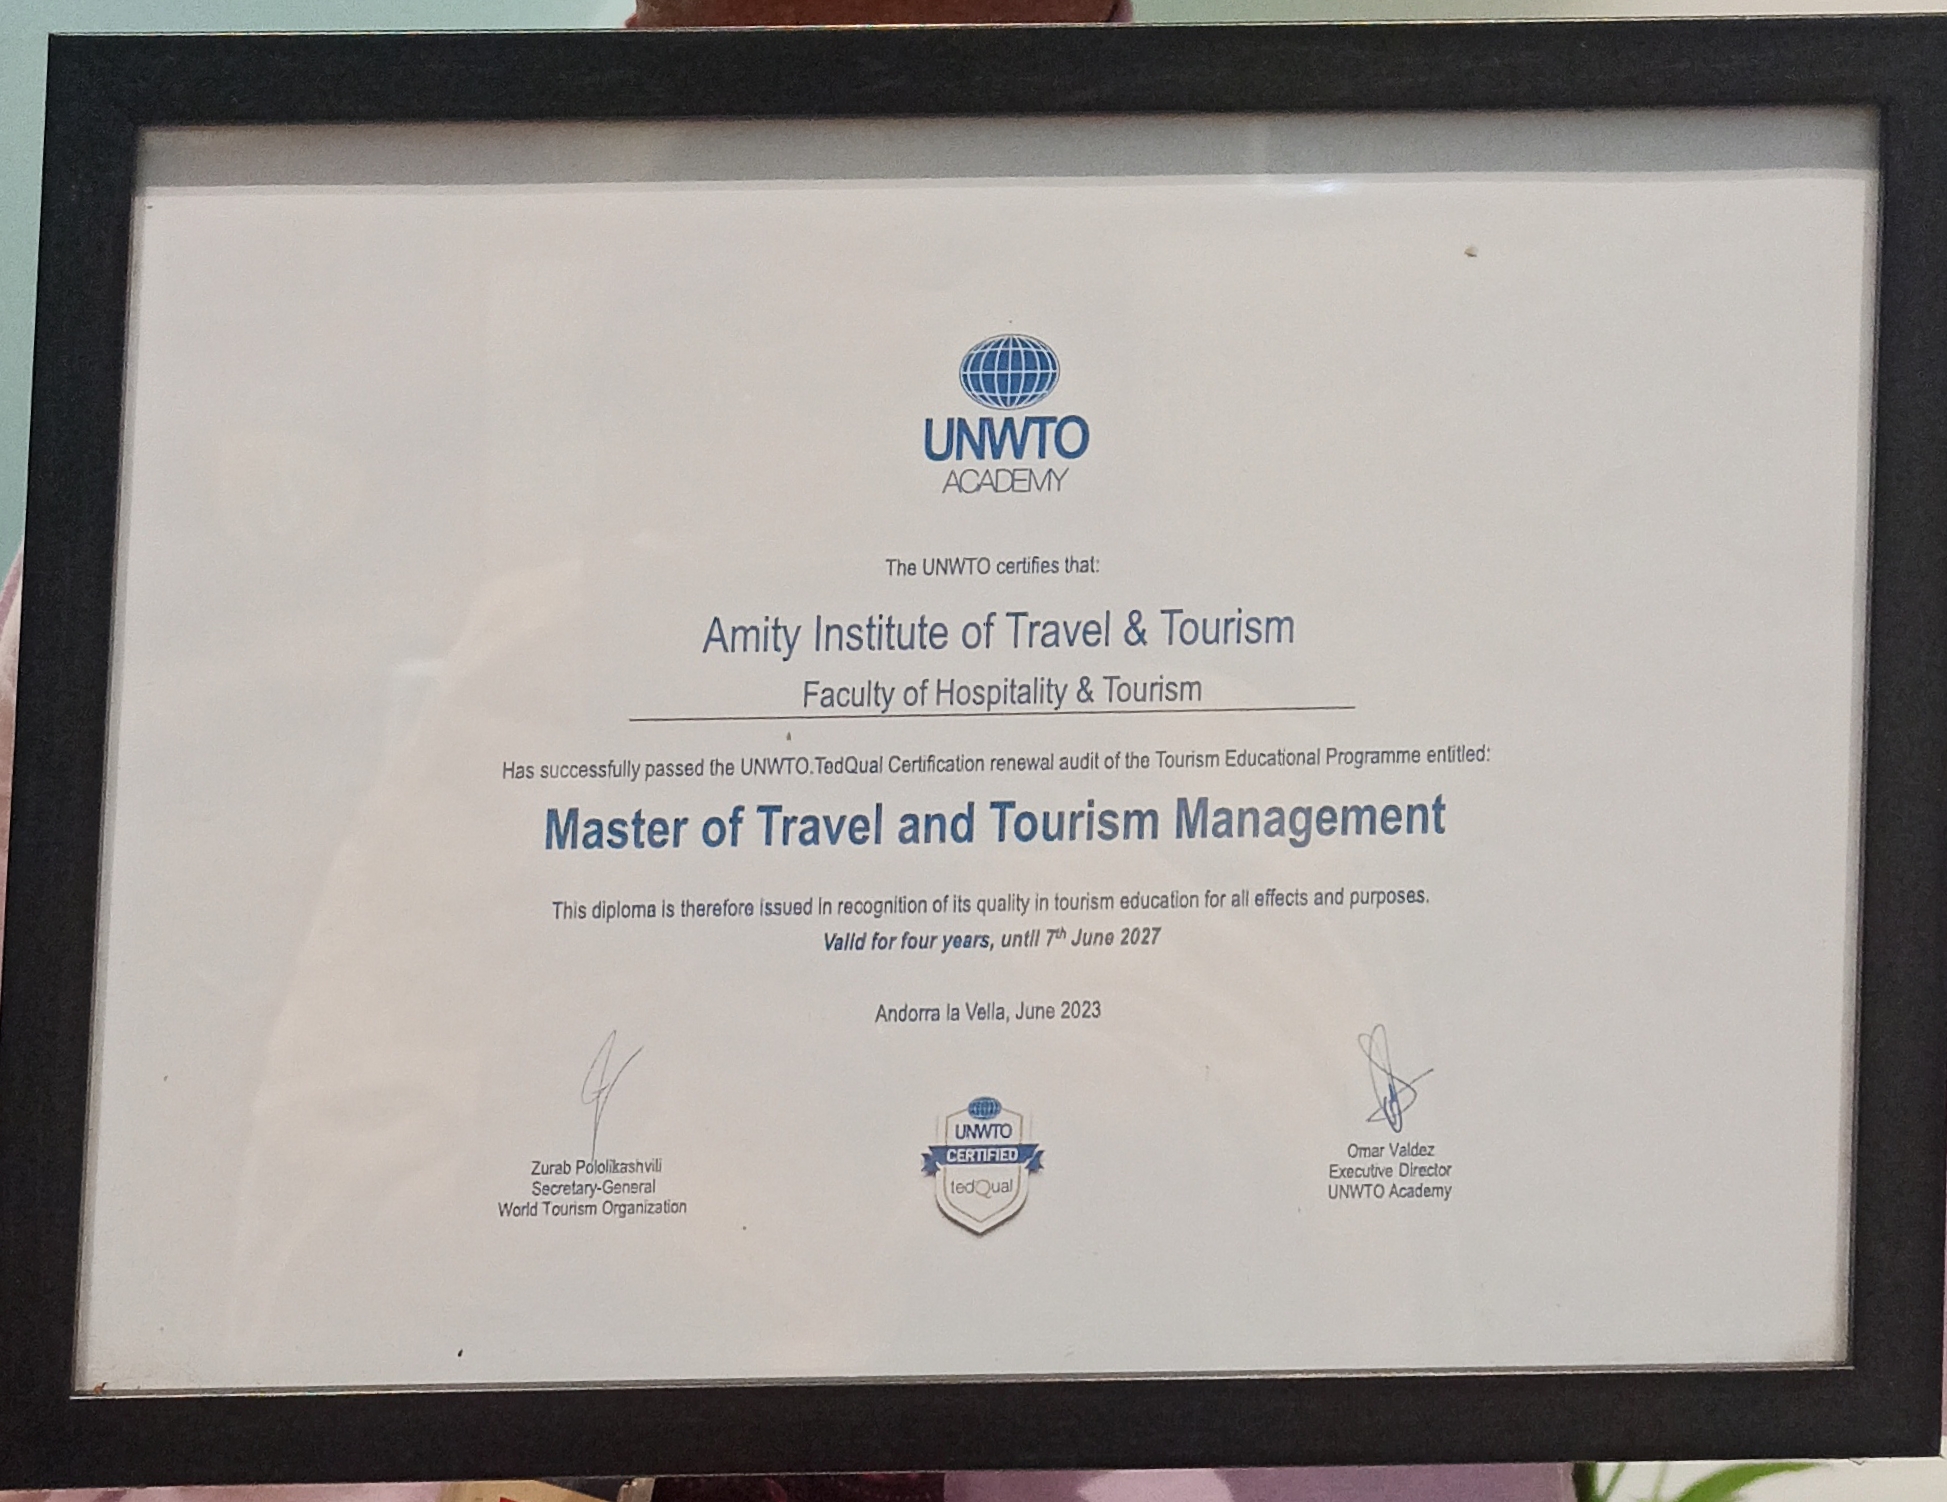 UNWTO
ACADEMY
The UNWTO certifies that:
Amity Institute of Travel & Tourism
Faculty of Hospitality & Tourism
Has successfully passed the UNWTO.TedQual Certification renewal audit of the Tourism Educational Programme entitled:
Master of Travel and Tourism Management
This diploma is therefore issued in recognition of its quality in tourism education for all effects and purposes.
Valid for four years, until 7th June 2027
Andorra la Vella, June 2023
Zurab Pololikashvili
Secretary-General
World Tourism Organization
UNWTO
CERTIFIED
tedQual
Omar Valdez
Executive Director
UNWTO Academy